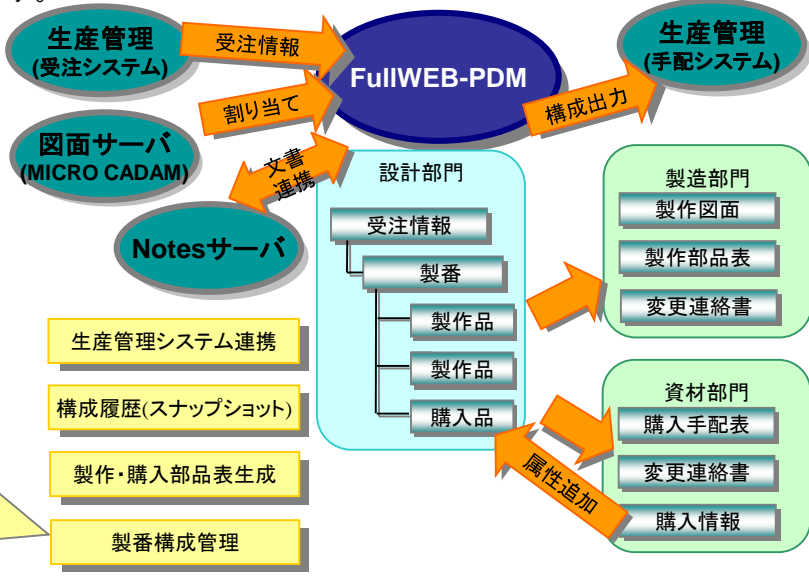 す。
生産管理
(受注システム)
受注情報
FullWEB-PDM
生産管理
(手配システム)
割り当て
構成出力
図面サーバ
(MICRO CADAM)
文書
連携
Notesサーバ
設計部門
受注情報
製番
製作品
製作品
購入品
製造部門
製作図面
製作部品表
変更連絡書
資材部門
購入手配表
変更連絡書
購入情報
属性追加
生産管理システム連携
構成履歴(スナップショット)
製作・購入部品表生成
製番構成管理